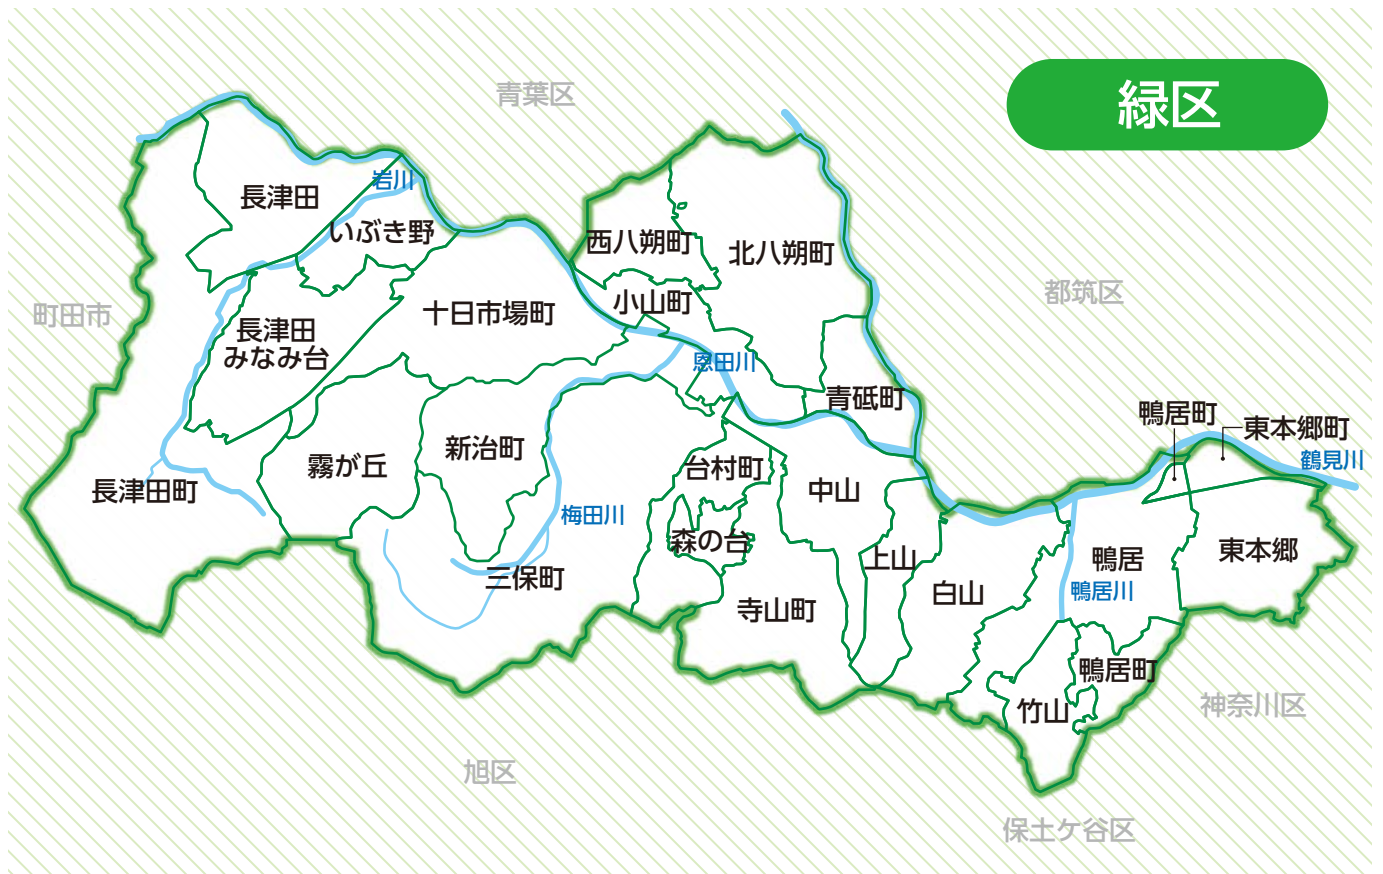 緑区
青葉区
長津田
岩川
いぶき野
西八朔町
北八朔町
都筑区
町田市
小山町
十日市場町
長津田
みなみ台
恩田川
青砥町
鴨居町
東本郷町
鶴見川
新治町
霧が丘
台村町
長津田町
中山
梅田川
森の台
上山
鴨居
東本郷
三保町
白山
鴨居川
寺山町
鴨居町
竹山
神奈川区
旭区
保土ケ谷区